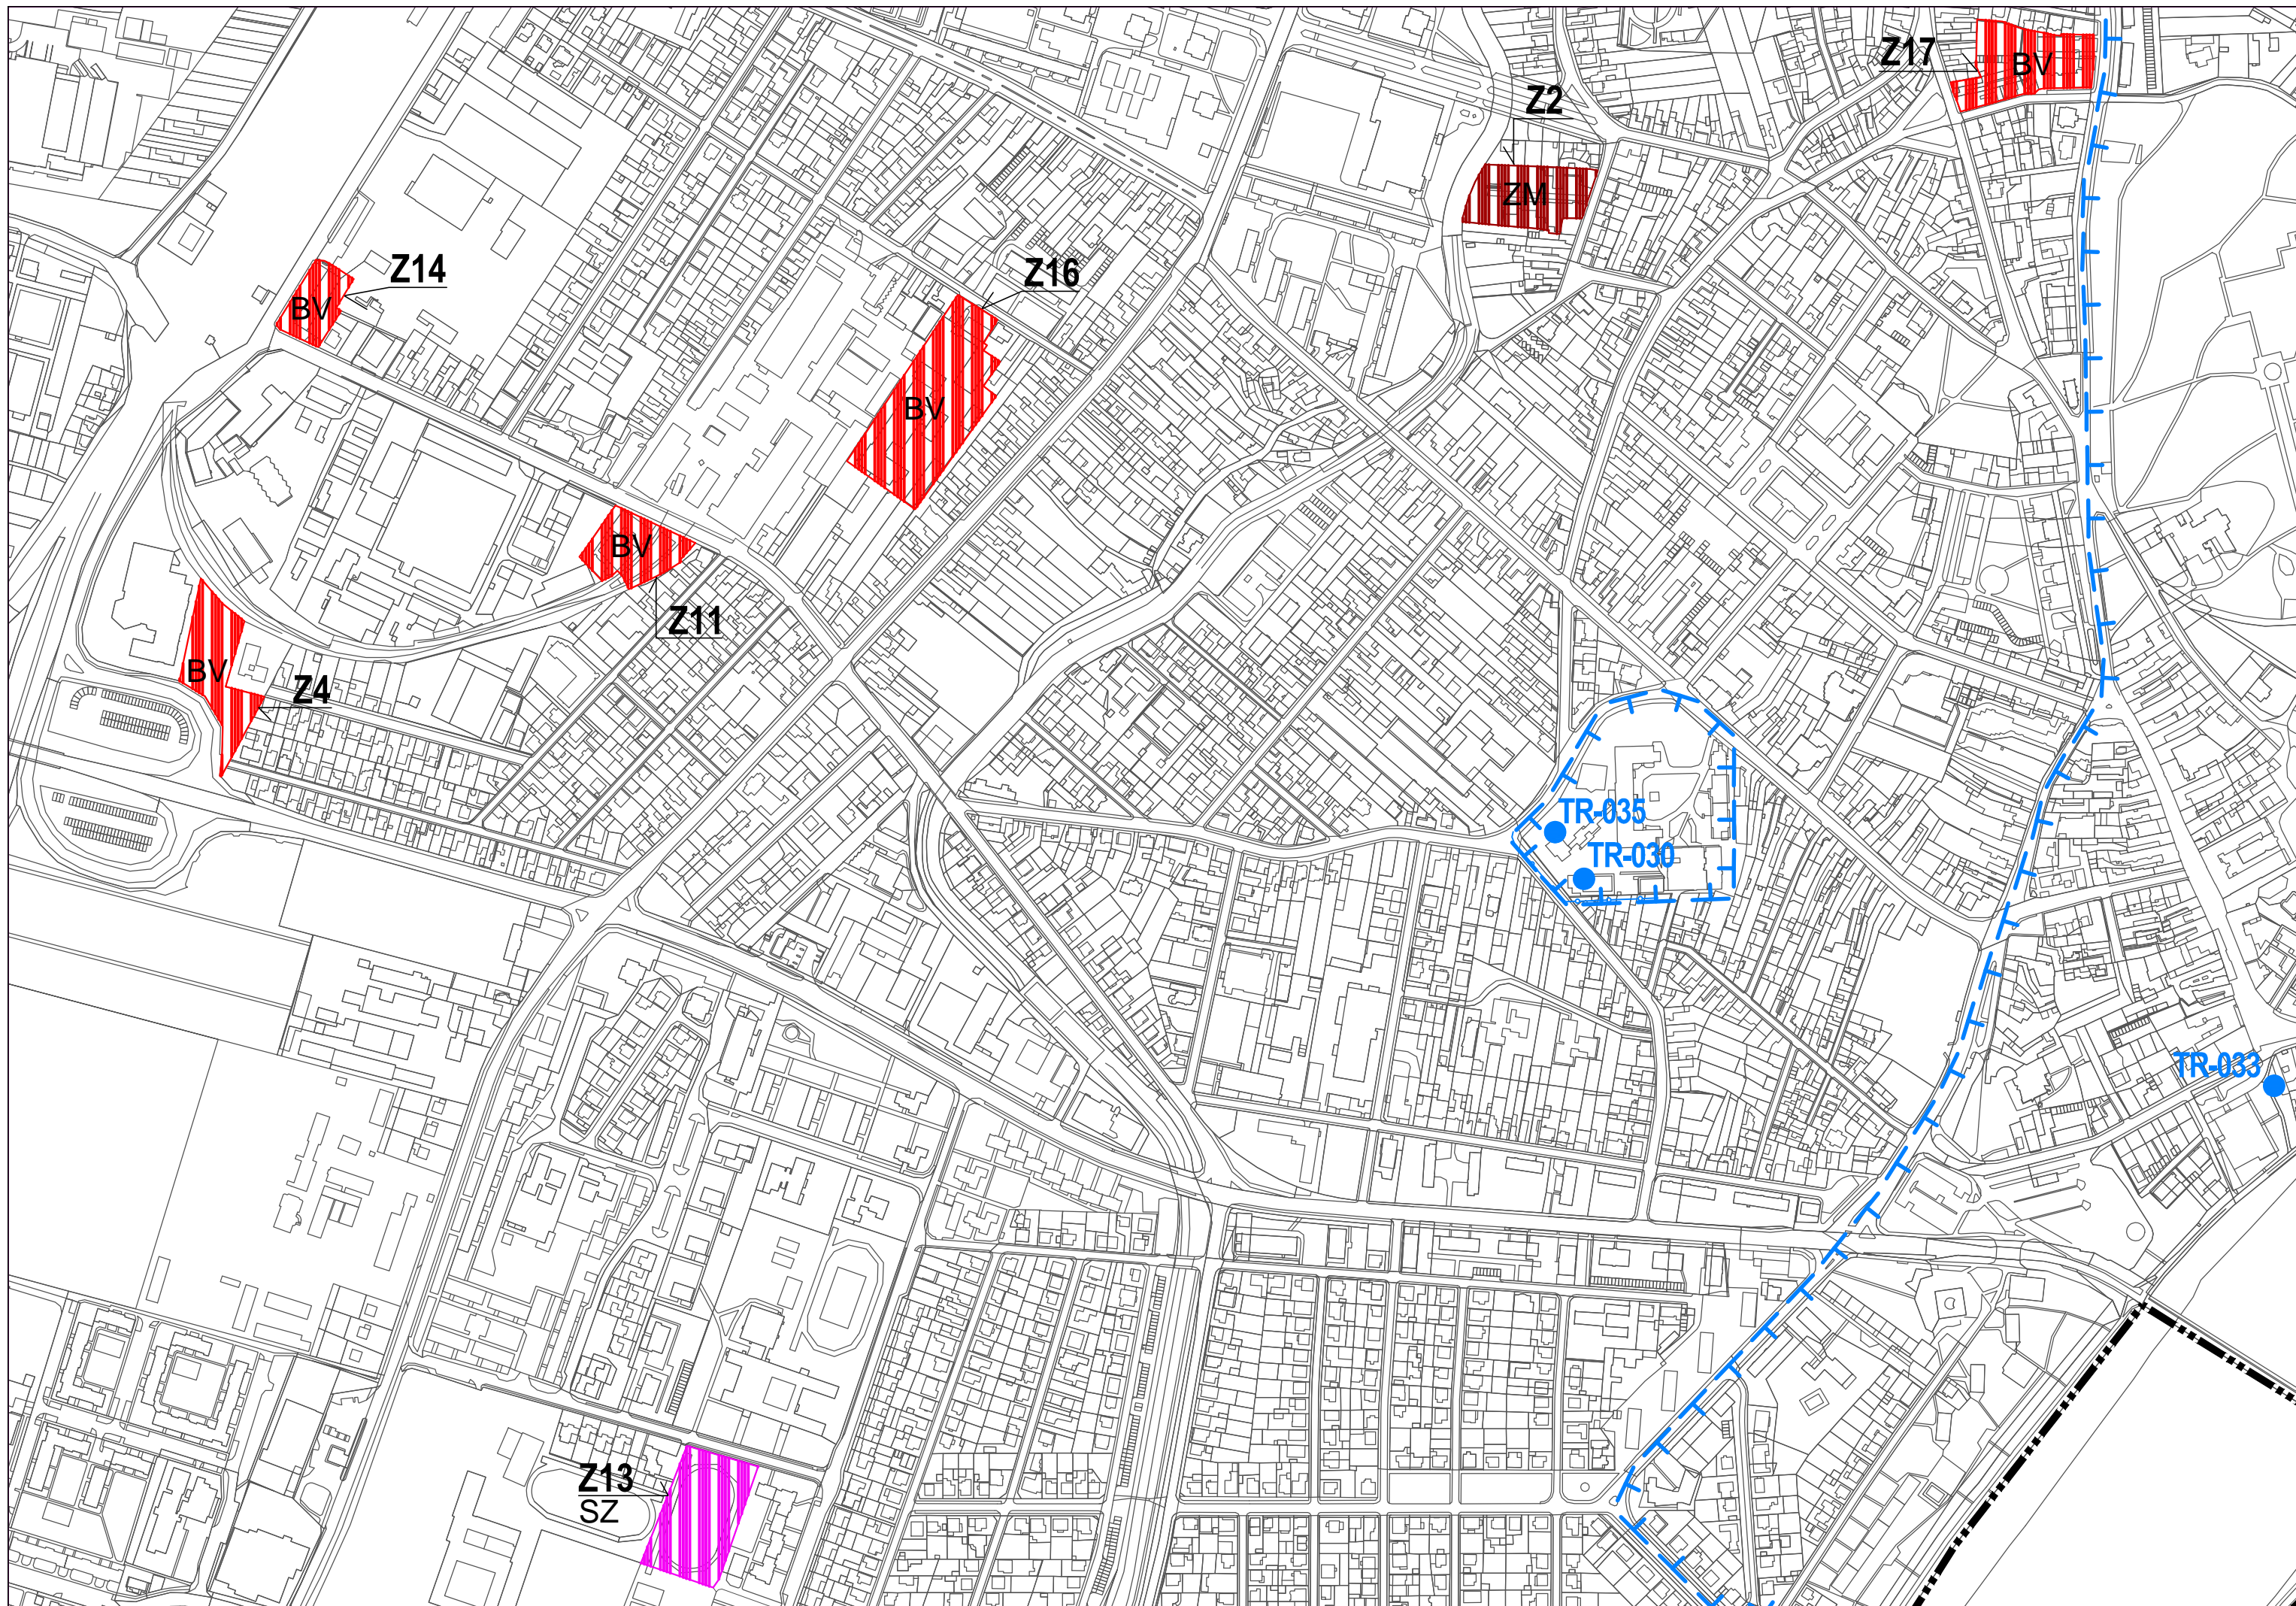 Z17
BV
Z2
ZM
Z14
BV
Z16
BV
BV
Z11
BV
Z4
TR-035
TR-030
TR-033
Z13
SZ